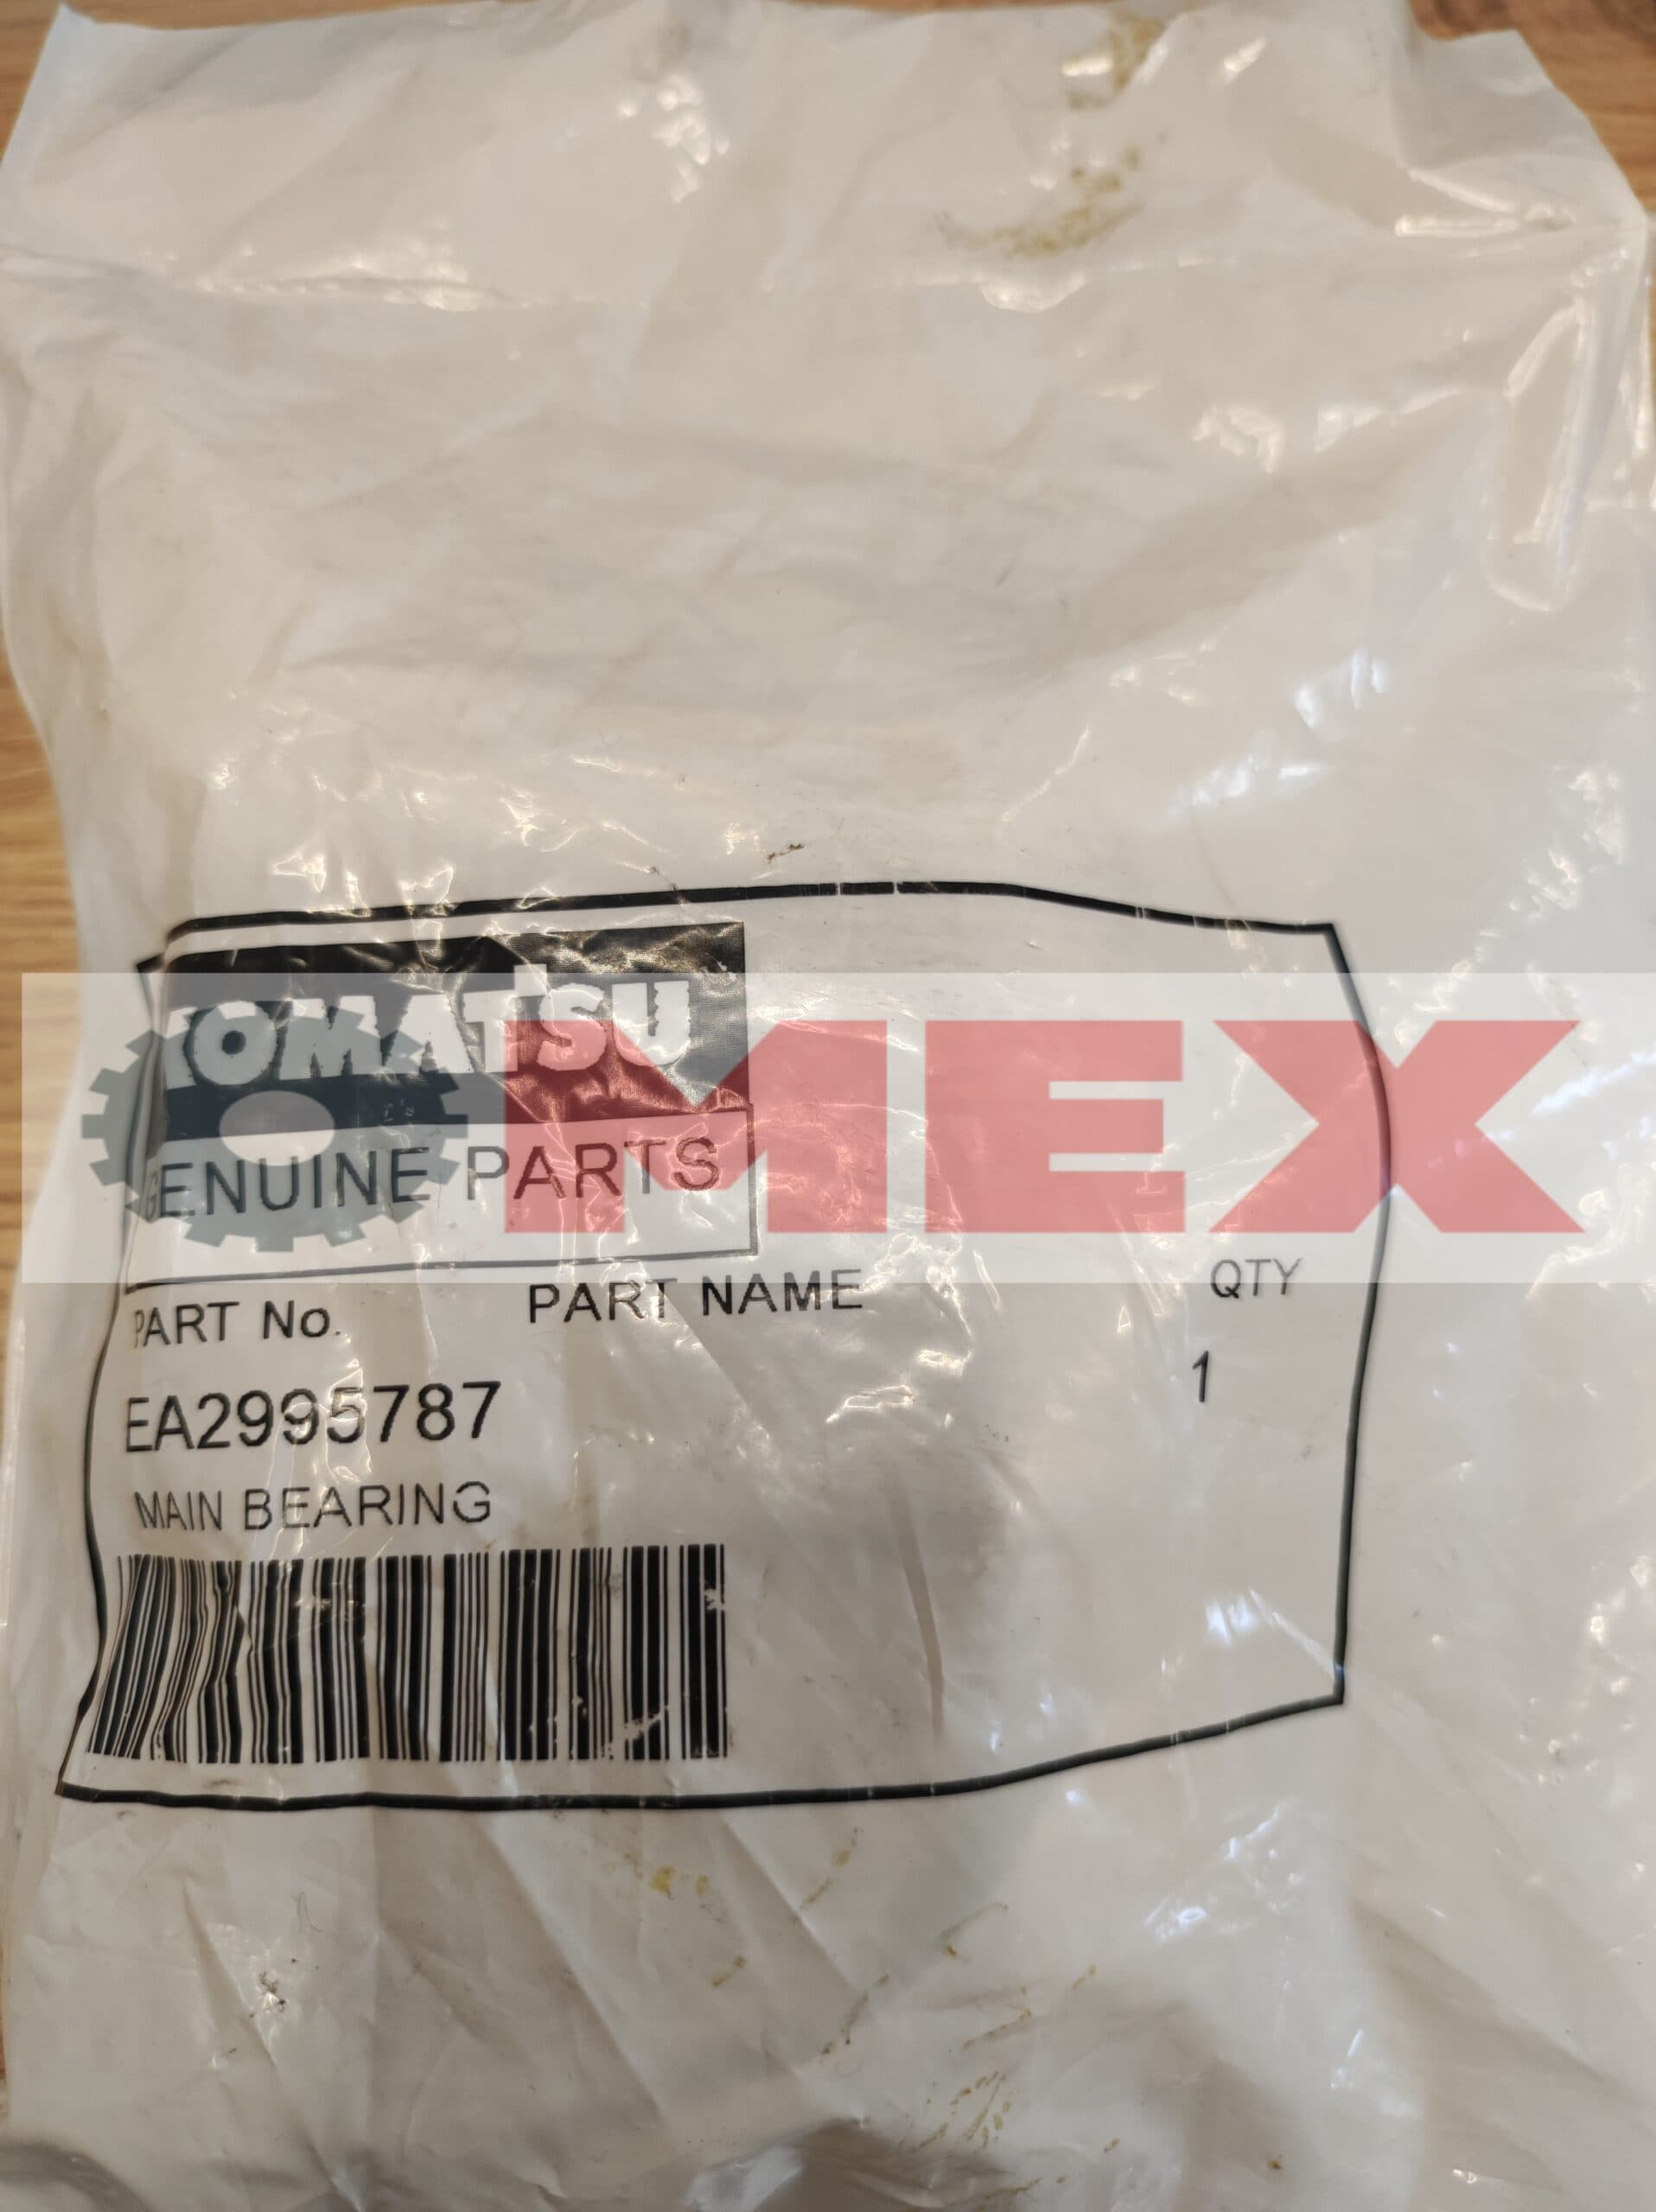 KOMATSU
MEX
GENUINE PARTS
PART No. PART NAME QTY
EA2995787 1
MAIN BEARING